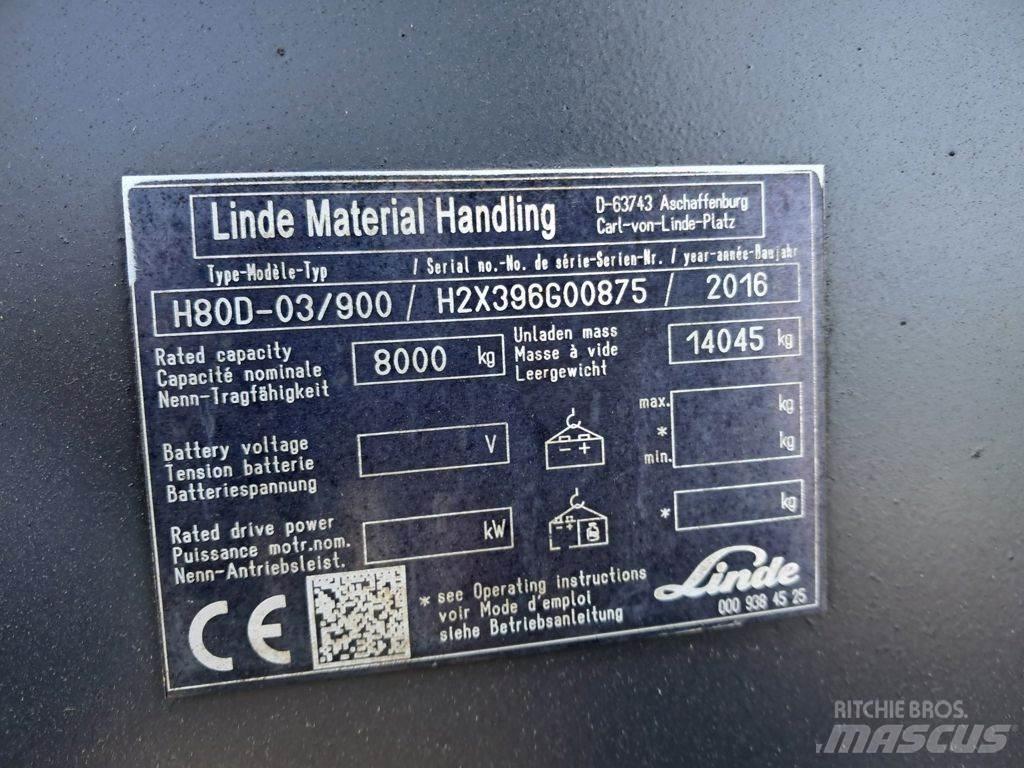 Linde Material Handling
D-63743 Aschaffenburg
Carl-von-Linde-Platz
Type-Modèle-Typ / Serial no.-No. de série-Serien-Nr. / year-année-Baujahr
H80D-03/900 / H2X396G00875 / 2016
Rated capacity
Capacité nominale
Nenn-Tragfähigkeit
8000 kg
Unladen mass
Masse à vide
Leergewicht
14045 kg
Battery voltage
Tension batterie
Batteriespannung
V
- +
max. kg
*
min. kg
Rated drive power
Puissance motr.nom.
Nenn-Antriebsleist.
kW
- +
* kg
CE
* see Operating instructions
voir Mode d'emploi
siehe Betriebsanleitung
Linde
000 938 45 25
RITCHIE BROS.
MASCUS